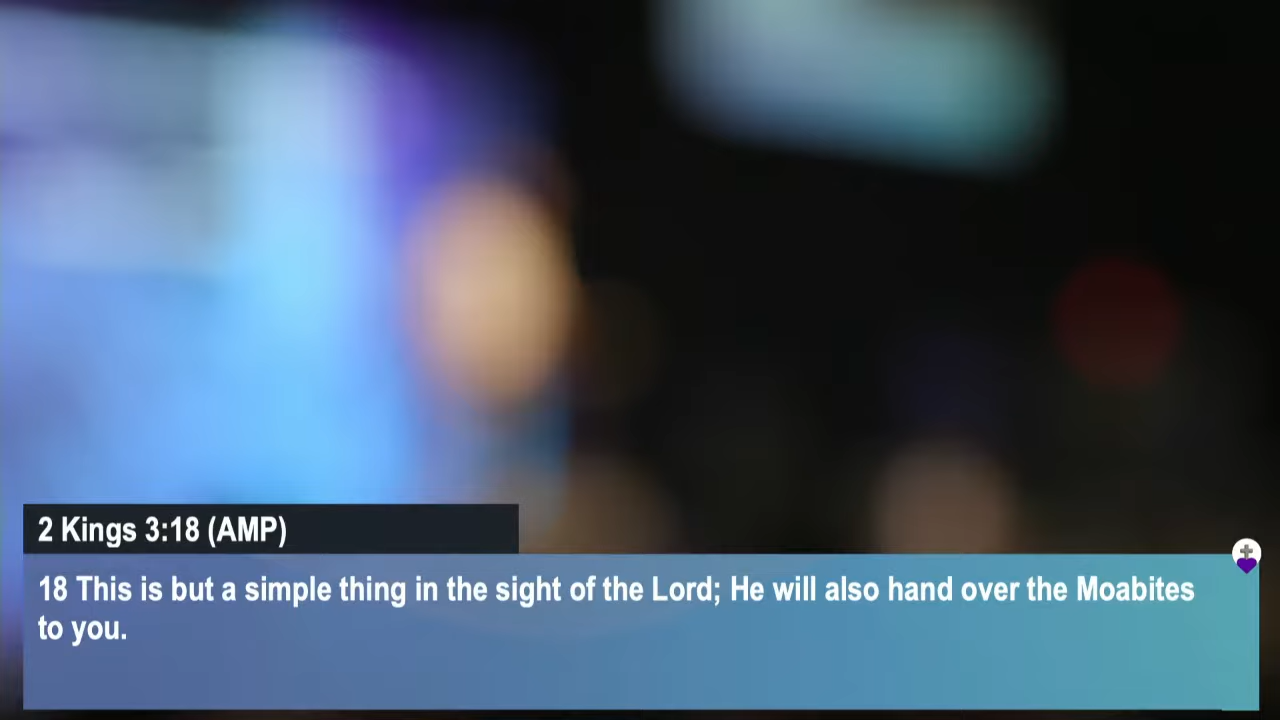 2 Kings 3:18 (AMP)
18 This is but a simple thing in the sight of the Lord; He will also hand over the Moabites
to you.